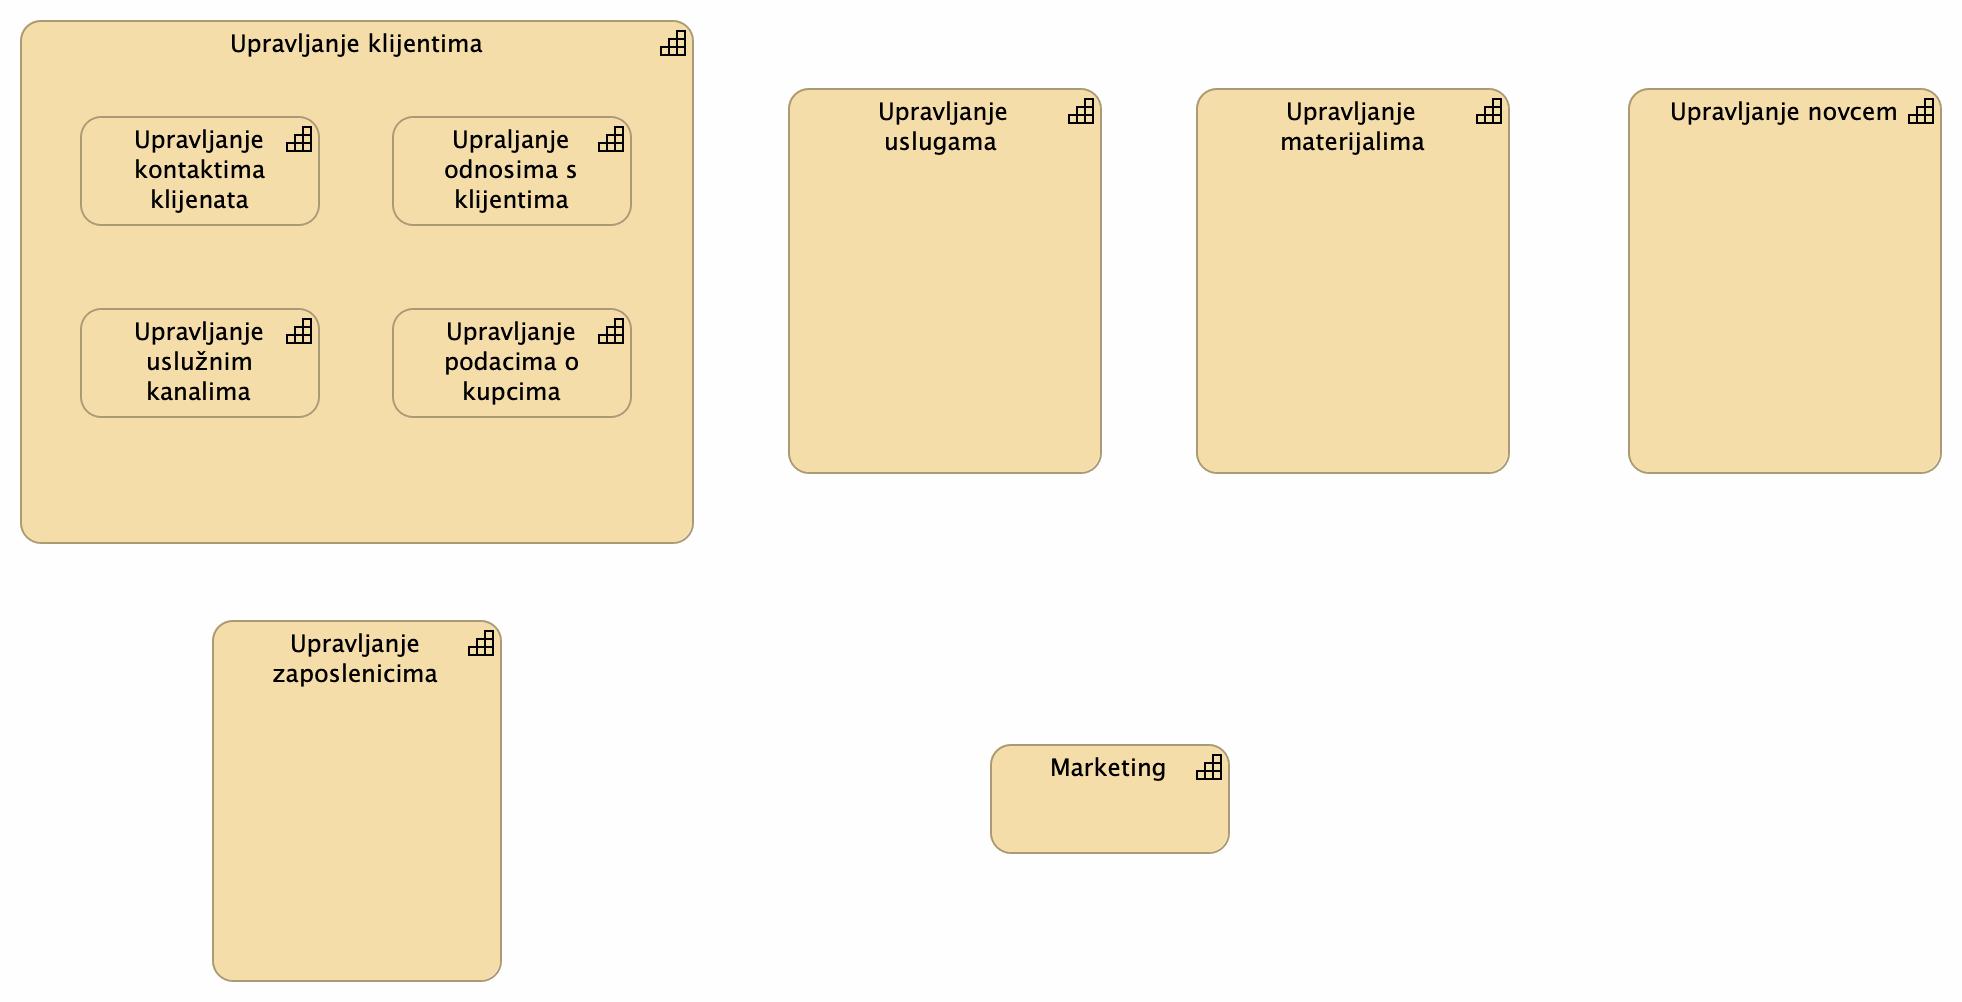 Upravljanje klijentima
Upravljanje
kontaktima
klijenata
Upraljanje
odnosima s
klijentima
Upravljanje
uslužnim
kanalima
Upravljanje
podacima o
kupcima
Upravljanje
uslugama
Upravljanje
materijalima
Upravljanje novcem
Upravljanje
zaposlenicima
Marketing